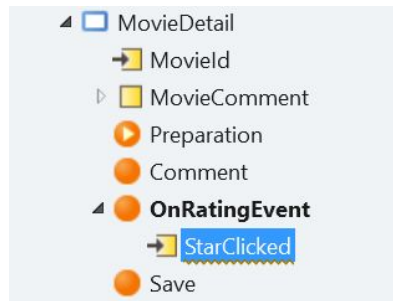 MovieDetail
MovieId
MovieComment
Preparation
Comment
OnRatingEvent
StarClicked
Save